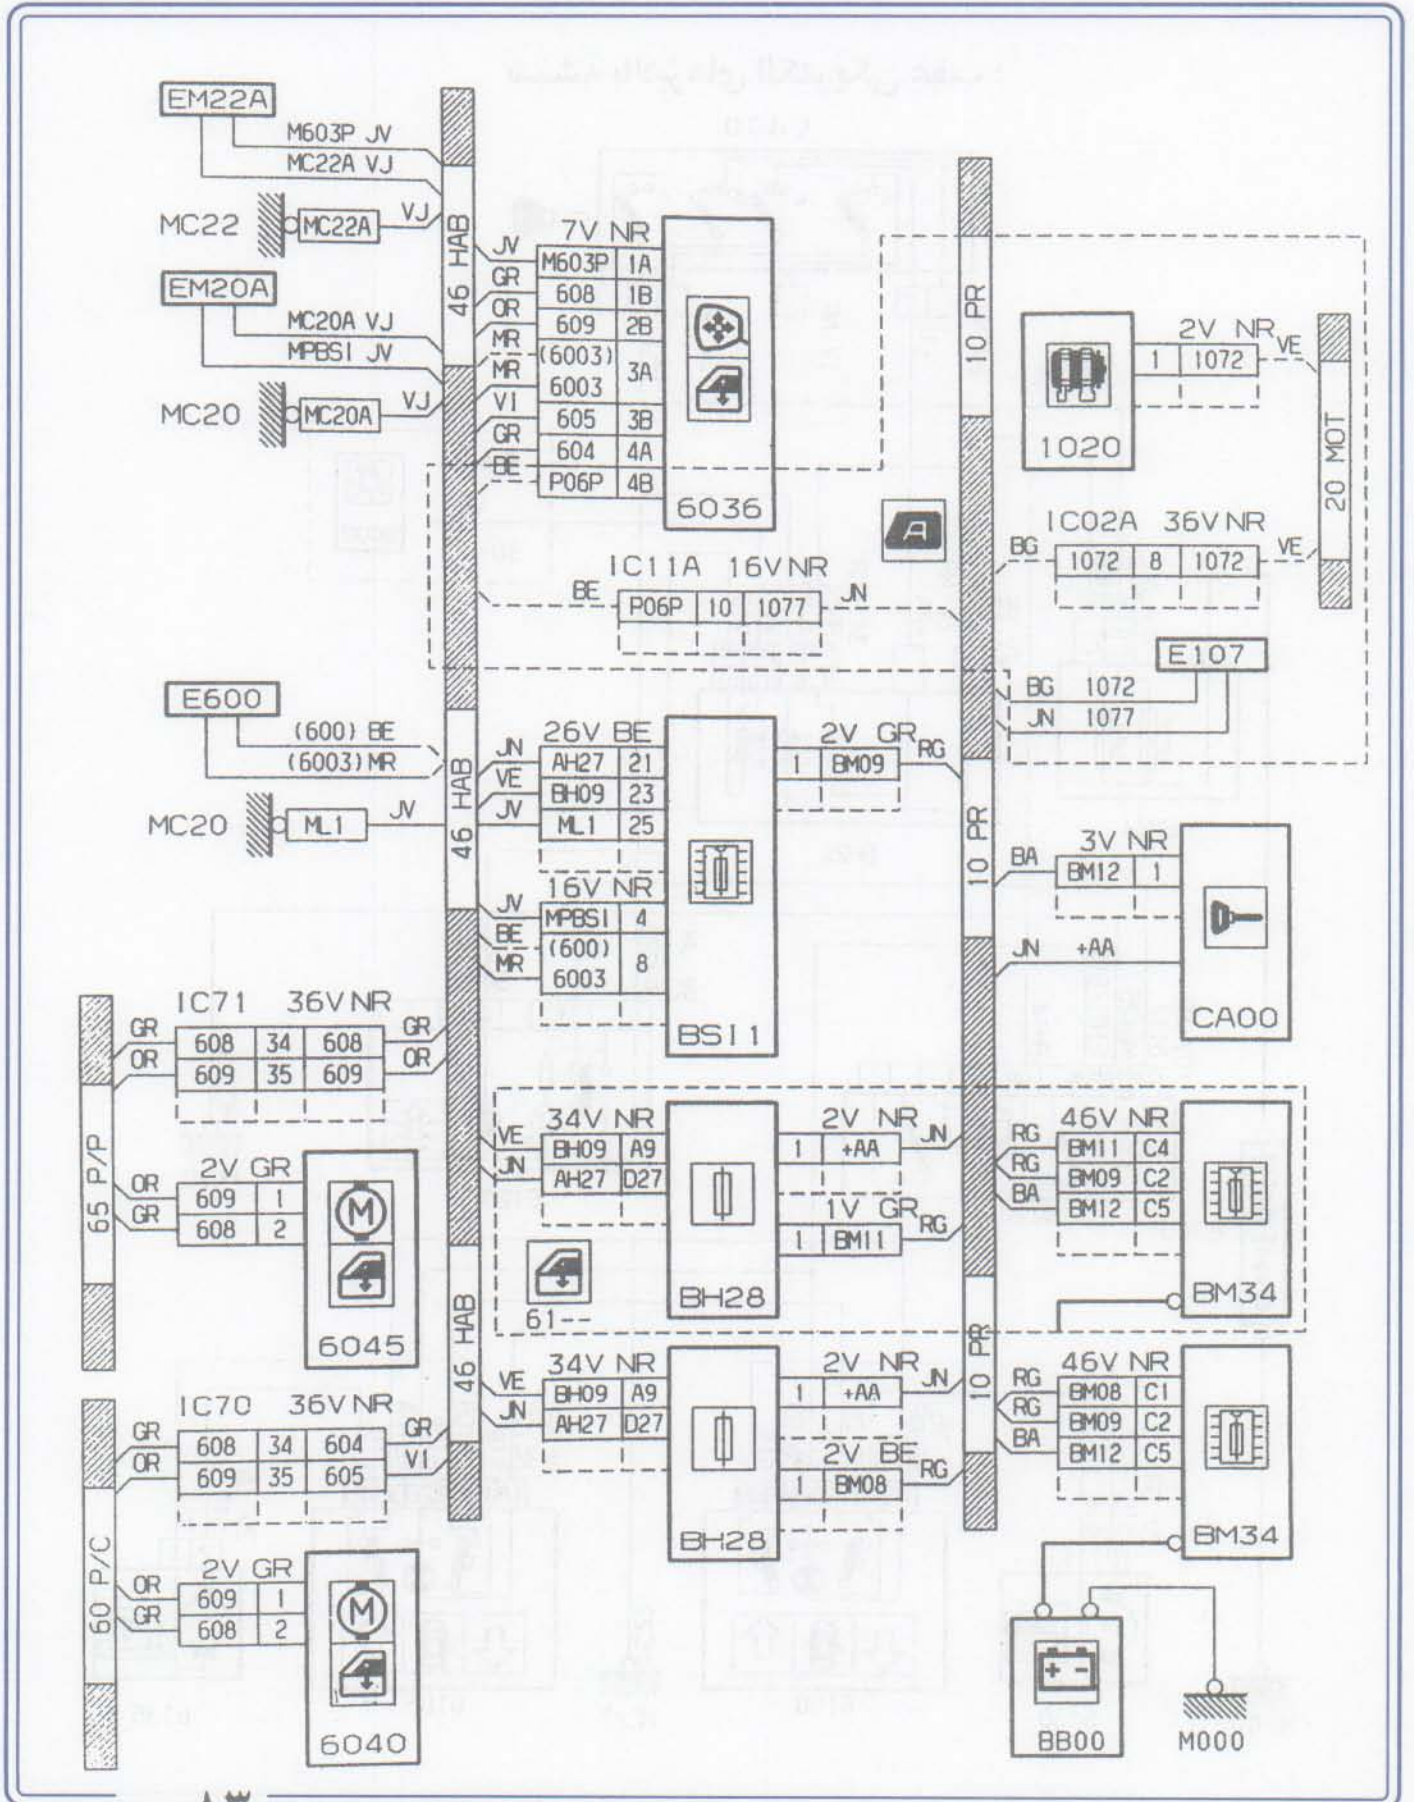 EM22A
M603P JV
MC22A VJ
MC22
MC22A
VJ
EM20A
MC20A VJ
MPBSI JV
MC20
MC20A
VJ
46 HAB
7V NR
JV M603P 1A
GR 608 1B
OR 609 2B
MR (6003) 3A
MR 6003
VI 605 3B
GR 604 4A
BE P06P 4B
6036
10 PR
1020
2V NR
1 1072 VE
20 MOT
IC02A 36V NR
BG 1072 8 1072 VE
A
IC11A 16V NR
BE P06P 10 1077 JN
E107
BG 1072
JN 1077
E600
(600) BE
(6003) MR
MC20
ML1
JV
46 HAB
26V BE
JN AH27 21
VE BH09 23
JV ML1 25
16V NR
JV MPBSI 4
BE (600) 8
MR 6003
BSI1
2V GR
1 BM09 RG
10 PR
3V NR
BA BM12 1
JN +AA
CA00
IC71 36V NR
GR 608 34 608 GR
OR 609 35 609 OR
65 P/P
2V GR
OR 609 1
GR 608 2
M
6045
34V NR
VE BH09 A9
JN AH27 D27
BH28
2V NR
1 +AA JN
1V GR
1 BM11 RG
61--
46V NR
RG BM11 C4
RG BM09 C2
BA BM12 C5
BM34
46 HAB
10 PR
34V NR
VE BH09 A9
JN AH27 D27
BH28
2V NR
1 +AA JN
2V BE
1 BM08 RG
46V NR
RG BM08 C1
RG BM09 C2
BA BM12 C5
BM34
IC70 36V NR
GR 608 34 604 GR
OR 609 35 605 VI
60 P/C
2V GR
OR 609 1
GR 608 2
M
6040
+ -
BB00
M000